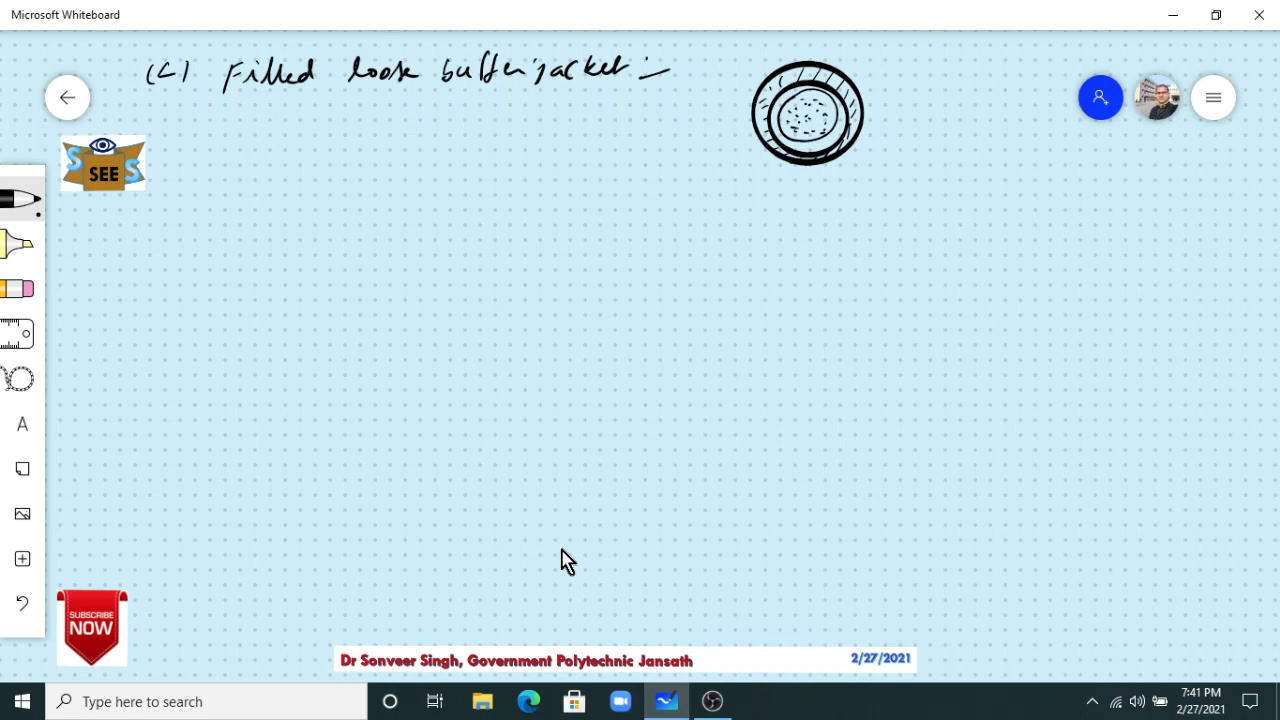 Microsoft Whiteboard
(C) Filled loose buffer jacket :-
S SEE S
A
SUBSCRIBE
NOW
Dr Sonveer Singh, Government Polytechnic Jansath 2/27/2021
Type here to search
7:41 PM
2/27/2021